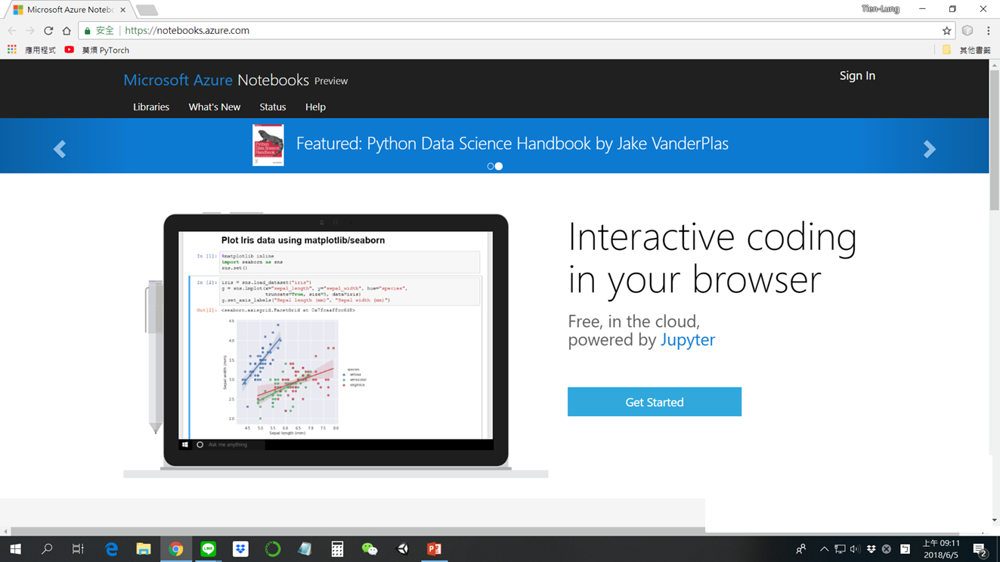 Microsoft Azure Noteb
Tien-Lung
安全 https://notebooks.azure.com
應用程式 莫煩 PyTorch 其他書籤
Microsoft Azure Notebooks Preview
Sign In
Libraries What's New Status Help
Featured: Python Data Science Handbook by Jake VanderPlas
Plot Iris data using matplotlib/seaborn
In [1]: %matplotlib inline
import seaborn as sns
sns.set()
In [2]: iris = sns.load_dataset("iris")
g = sns.lmplot(x="sepal_length", y="sepal_width", hue="species",
truncate=True, size=5, data=iris)
g.set_axis_labels("Sepal length (mm)", "Sepal width (mm)")
Out[2]: <seaborn.axisgrid.FacetGrid at 0x7fcaaffcc6d8>
4.5
4.0
3.5
3.0
2.5
2.0
Sepal width (mm)
species
setosa
versicolor
virginica
4.5 5.0 5.5 6.0 6.5 7.0 7.5 8.0
Sepal length (mm)
Ask me anything
Interactive coding
in your browser
Free, in the cloud,
powered by Jupyter
Get Started
上午 09:11
2018/6/5
2